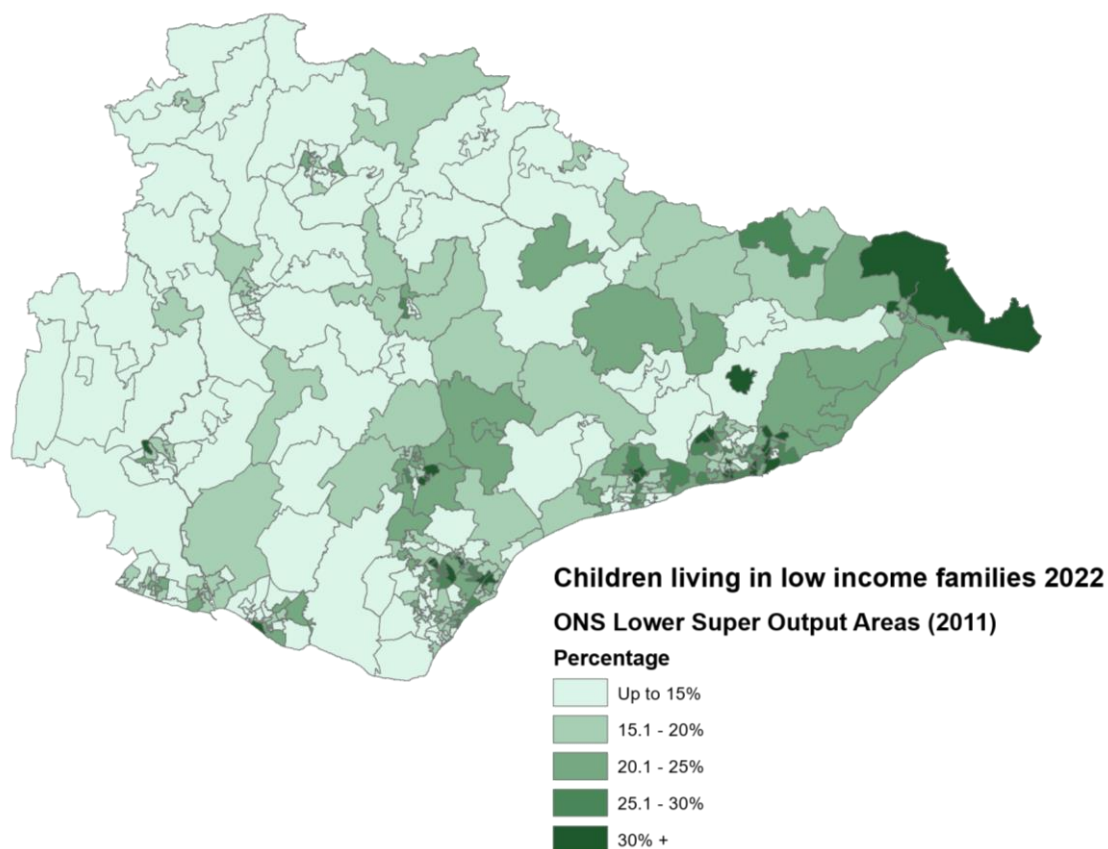 Children living in low income families 2022
ONS Lower Super Output Areas (2011)
Percentage
Up to 15%
15.1 - 20%
20.1 - 25%
25.1 - 30%
30% +